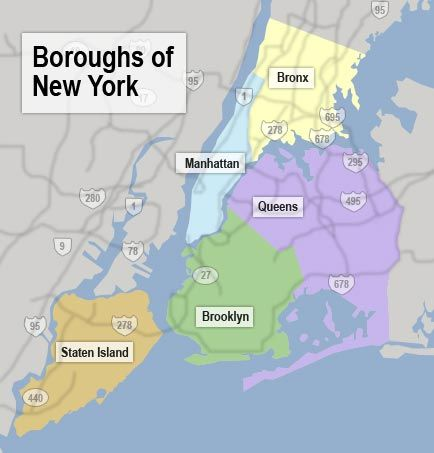 Boroughs of
New York
95
95
17
1
Bronx
695
278
678
Manhattan
295
280
1
495
Queens
9
78
27
678
Brooklyn
95
278
Staten Island
440